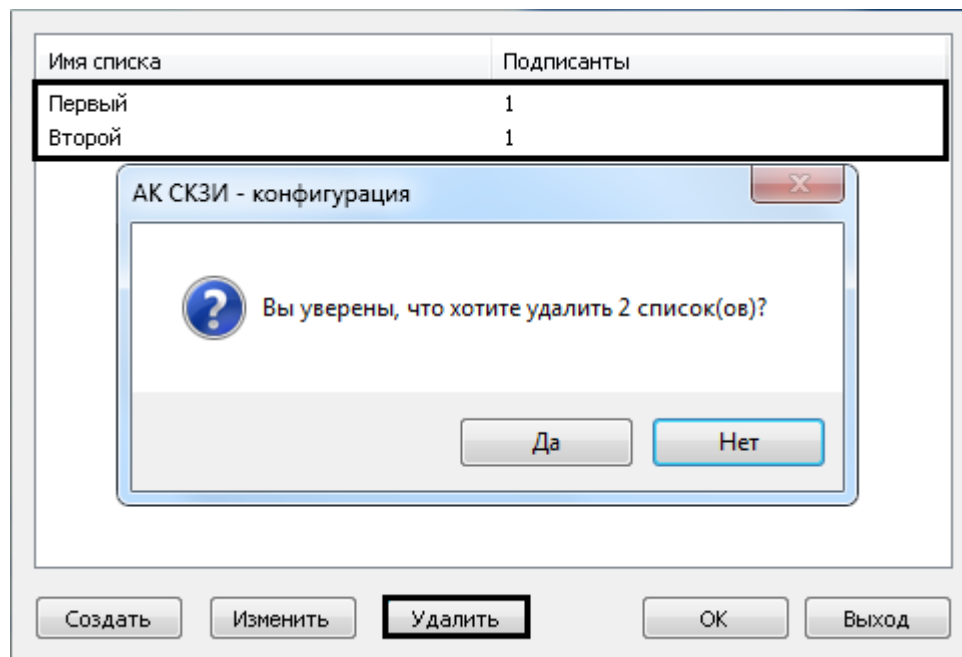 Имя списка Подписанты
Первый 1
Второй 1
АК СКЗИ - конфигурация
Вы уверены, что хотите удалить 2 список(ов)?
Да Нет
Создать Изменить Удалить ОК Выход